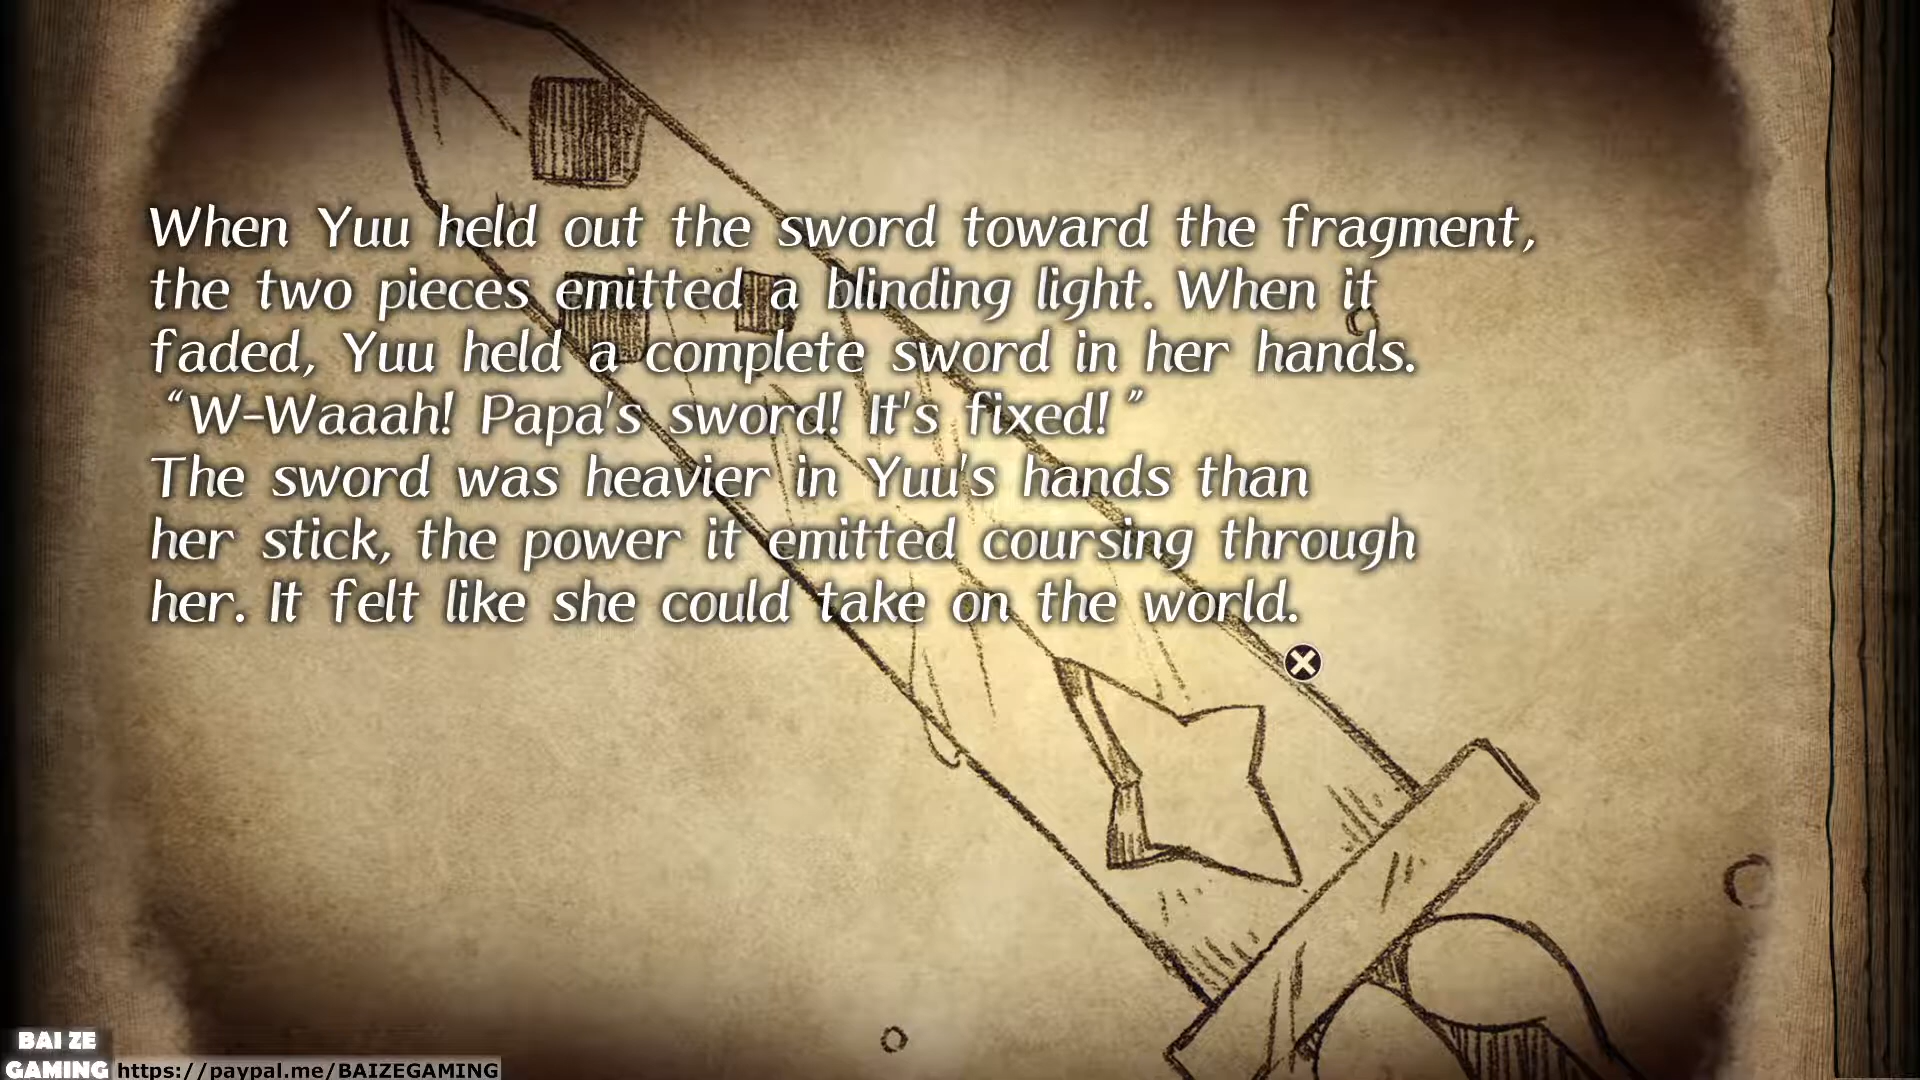 When Yuu held out the sword toward the fragment,
the two pieces emitted a blinding light. When it
faded, Yuu held a complete sword in her hands.
“W-Waaah! Papa's sword! It's fixed!”
The sword was heavier in Yuu's hands than
her stick, the power it emitted coursing through
her. It felt like she could take on the world.
BAI ZE
GAMING https://paypal.me/BAIZEGAMING